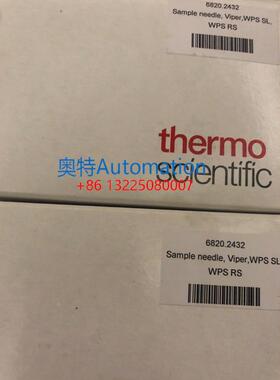 6820.2432
Sample needle, Viper,WPS SL,
WPS RS
thermo
scientific
奥特Automation
+86 13225080007
6820.2432
Sample needle, Viper,WPS SL
WPS RS